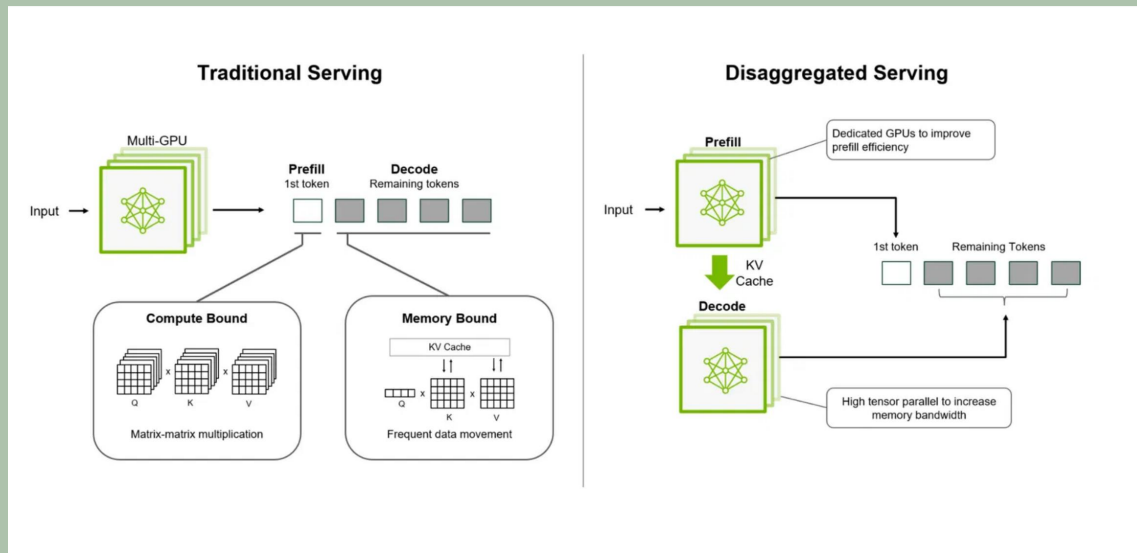 Traditional Serving
Multi-GPU
Input
Prefill
1st token
Decode
Remaining tokens
Compute Bound
x
x
Q
K
V
Matrix-matrix multiplication
Memory Bound
KV Cache
x
x
Q
K
V
Frequent data movement
Disaggregated Serving
Prefill
Dedicated GPUs to improve
prefill efficiency
Input
KV
Cache
1st token
Remaining Tokens
Decode
High tensor parallel to increase
memory bandwidth